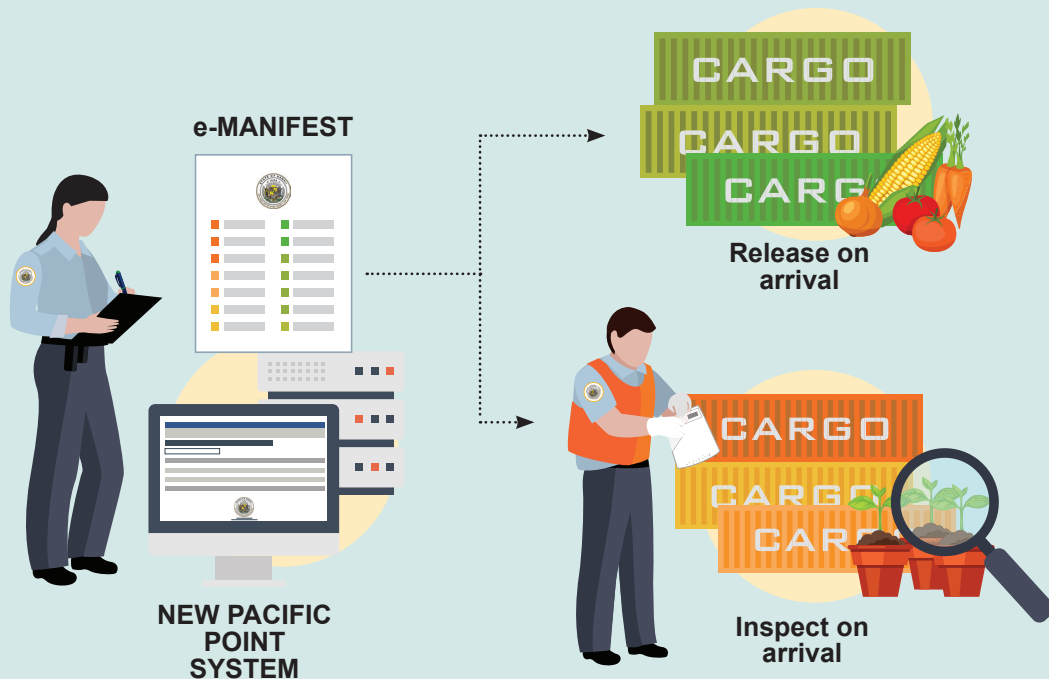 e-MANIFEST
NEW PACIFIC
POINT
SYSTEM
CARGO
CARGO
CARG
Release on
arrival
CARGO
CARGO
CARG
Inspect on
arrival